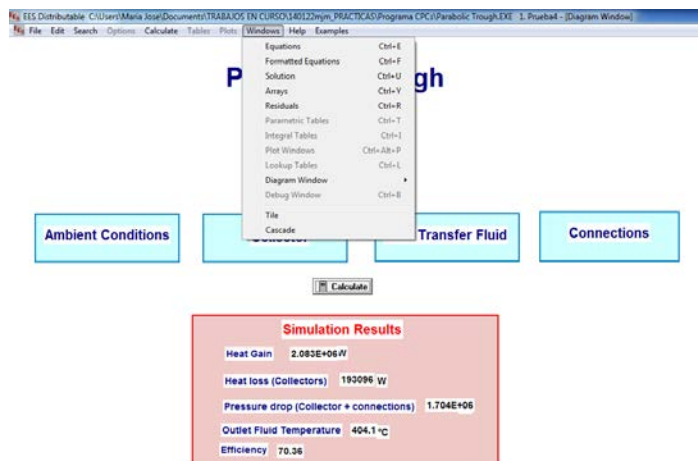 EES Distributable C:\Users\Maria Jose\Documents\TRABAJOS EN CURSO\140122mjm_PRACTICAS\Programa CPCs\Parabolic Trough.EXE 1. Prueba4 - [Diagram Window]
File Edit Search Options Calculate Tables Plots Windows Help Examples
Equations Ctrl+E
Formatted Equations Ctrl+F
Solution Ctrl+U
Arrays Ctrl+Y
Residuals Ctrl+R
Parametric Tables Ctrl+T
Integral Tables Ctrl+I
Plot Windows Ctrl+Alt+P
Lookup Tables Ctrl+L
Diagram Window
Debug Window Ctrl+B
Tile
Cascade
P gh
Ambient Conditions
Transfer Fluid
Connections
Calculate
Simulation Results
Heat Gain 2.083E+06 W
Heat loss (Collectors) 193096 W
Pressure drop (Collector + connections) 1.704E+06
Outlet Fluid Temperature 404.1 °C
Efficiency 70.36